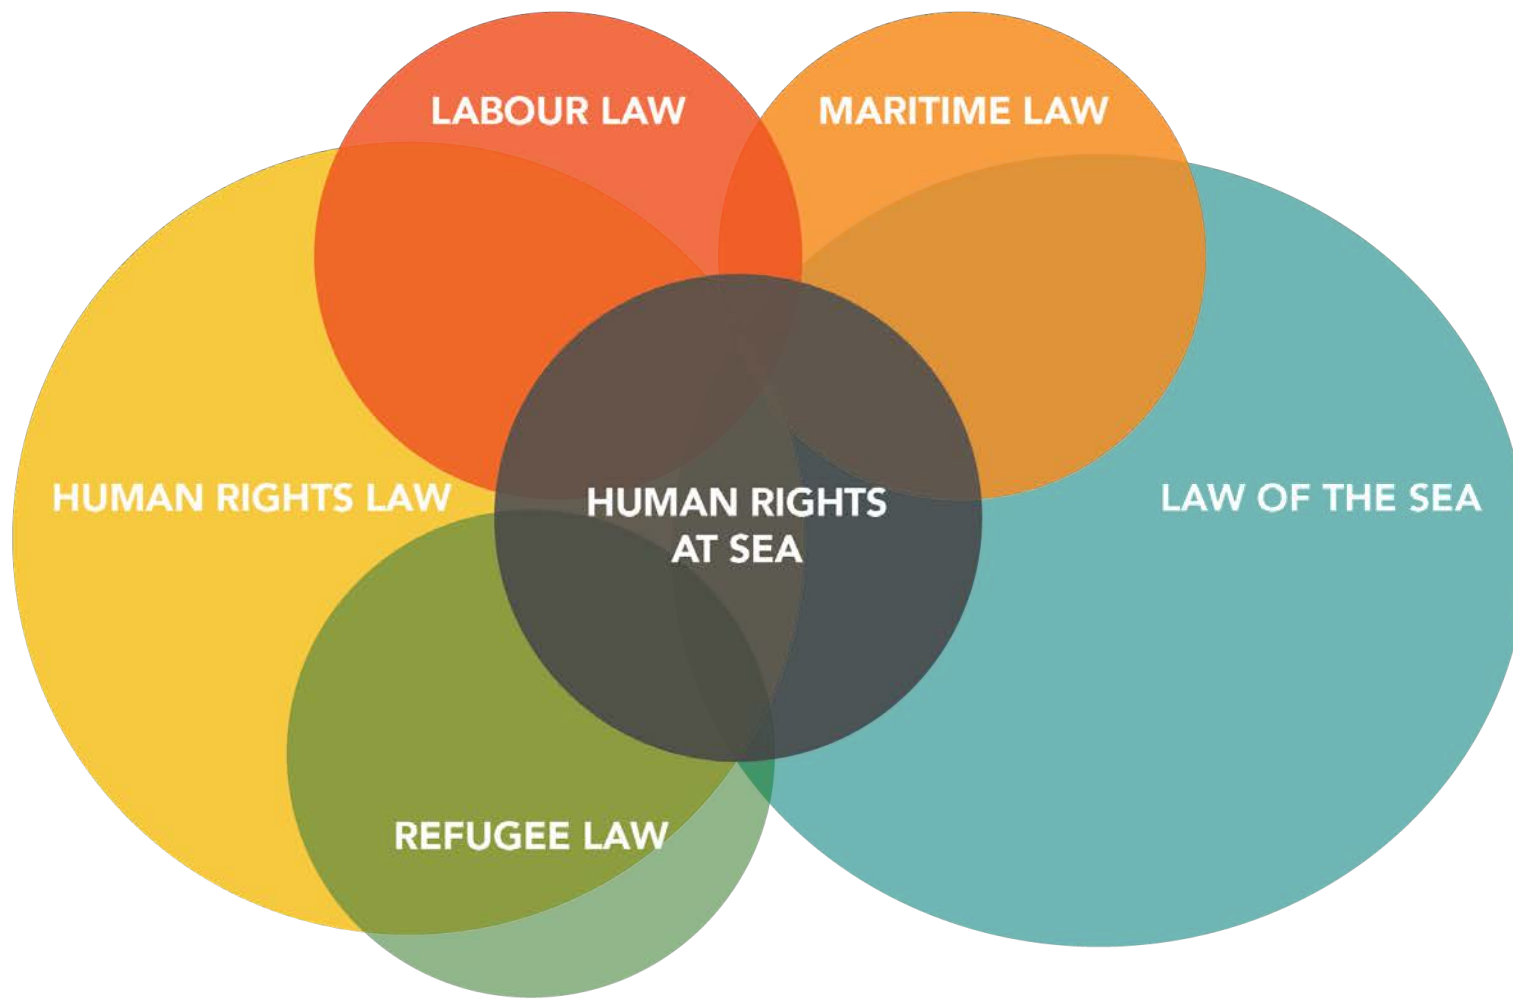 LABOUR LAW
MARITIME LAW
HUMAN RIGHTS LAW
HUMAN RIGHTS
AT SEA
LAW OF THE SEA
REFUGEE LAW